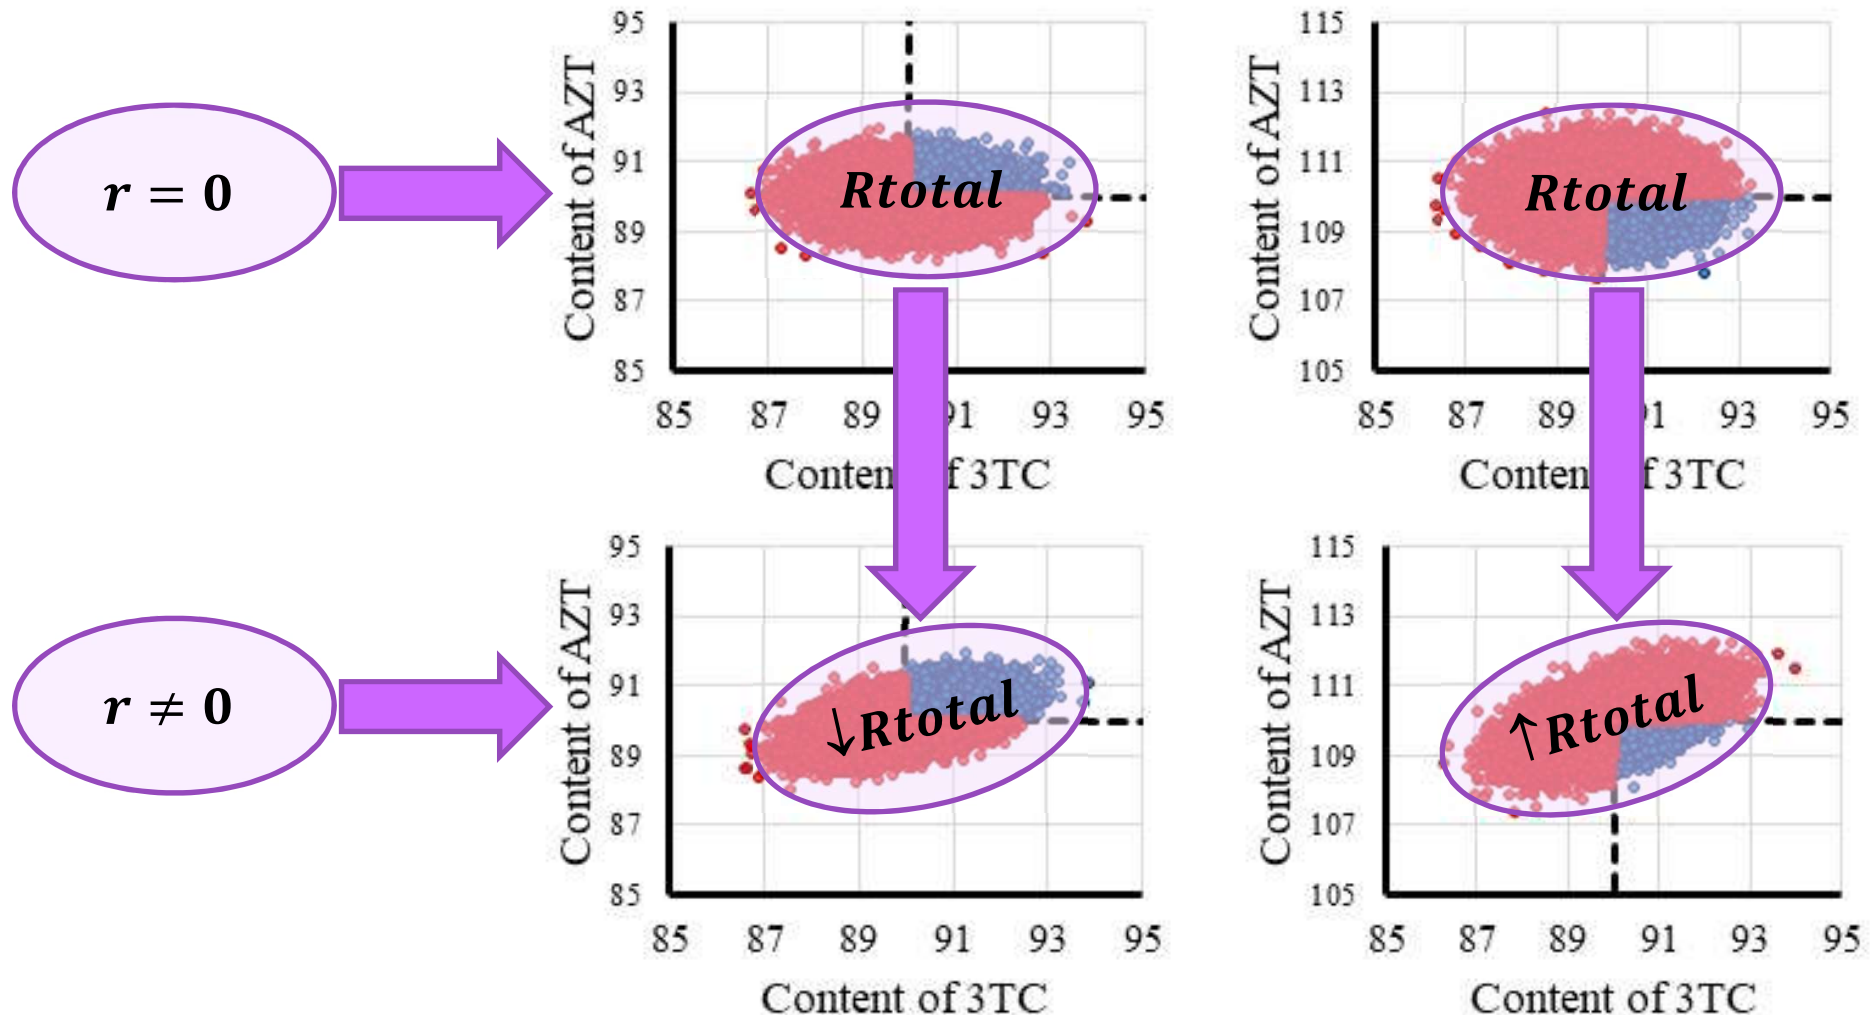 r = 0
Content of AZT
95
93
91
89
87
85
Rtotal
85 87 89 91 93 95
Content of 3TC
Content of AZT
115
113
111
109
107
105
Rtotal
85 87 89 91 93 95
Content of 3TC
r ≠ 0
Content of AZT
95
93
91
89
87
85
↓Rtotal
85 87 89 91 93 95
Content of 3TC
Content of AZT
115
113
111
109
107
105
↑Rtotal
85 87 89 91 93 95
Content of 3TC